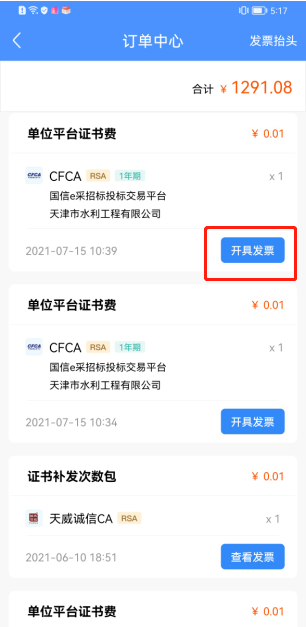 5:17
订单中心
发票抬头
合计 ¥ 1291.08
单位平台证书费 ¥ 0.01
CFCA CFCA RSA 1年期 x 1
国信e采招标投标交易平台
天津市水利工程有限公司
2021-07-15 10:39 开具发票
单位平台证书费 ¥ 0.01
CFCA CFCA RSA 1年期 x 1
国信e采招标投标交易平台
天津市水利工程有限公司
2021-07-15 10:34 开具发票
证书补发次数包 ¥ 0.01
天威诚信CA RSA x 1
2021-06-10 18:51 查看发票
单位平台证书费 ¥ 0.01